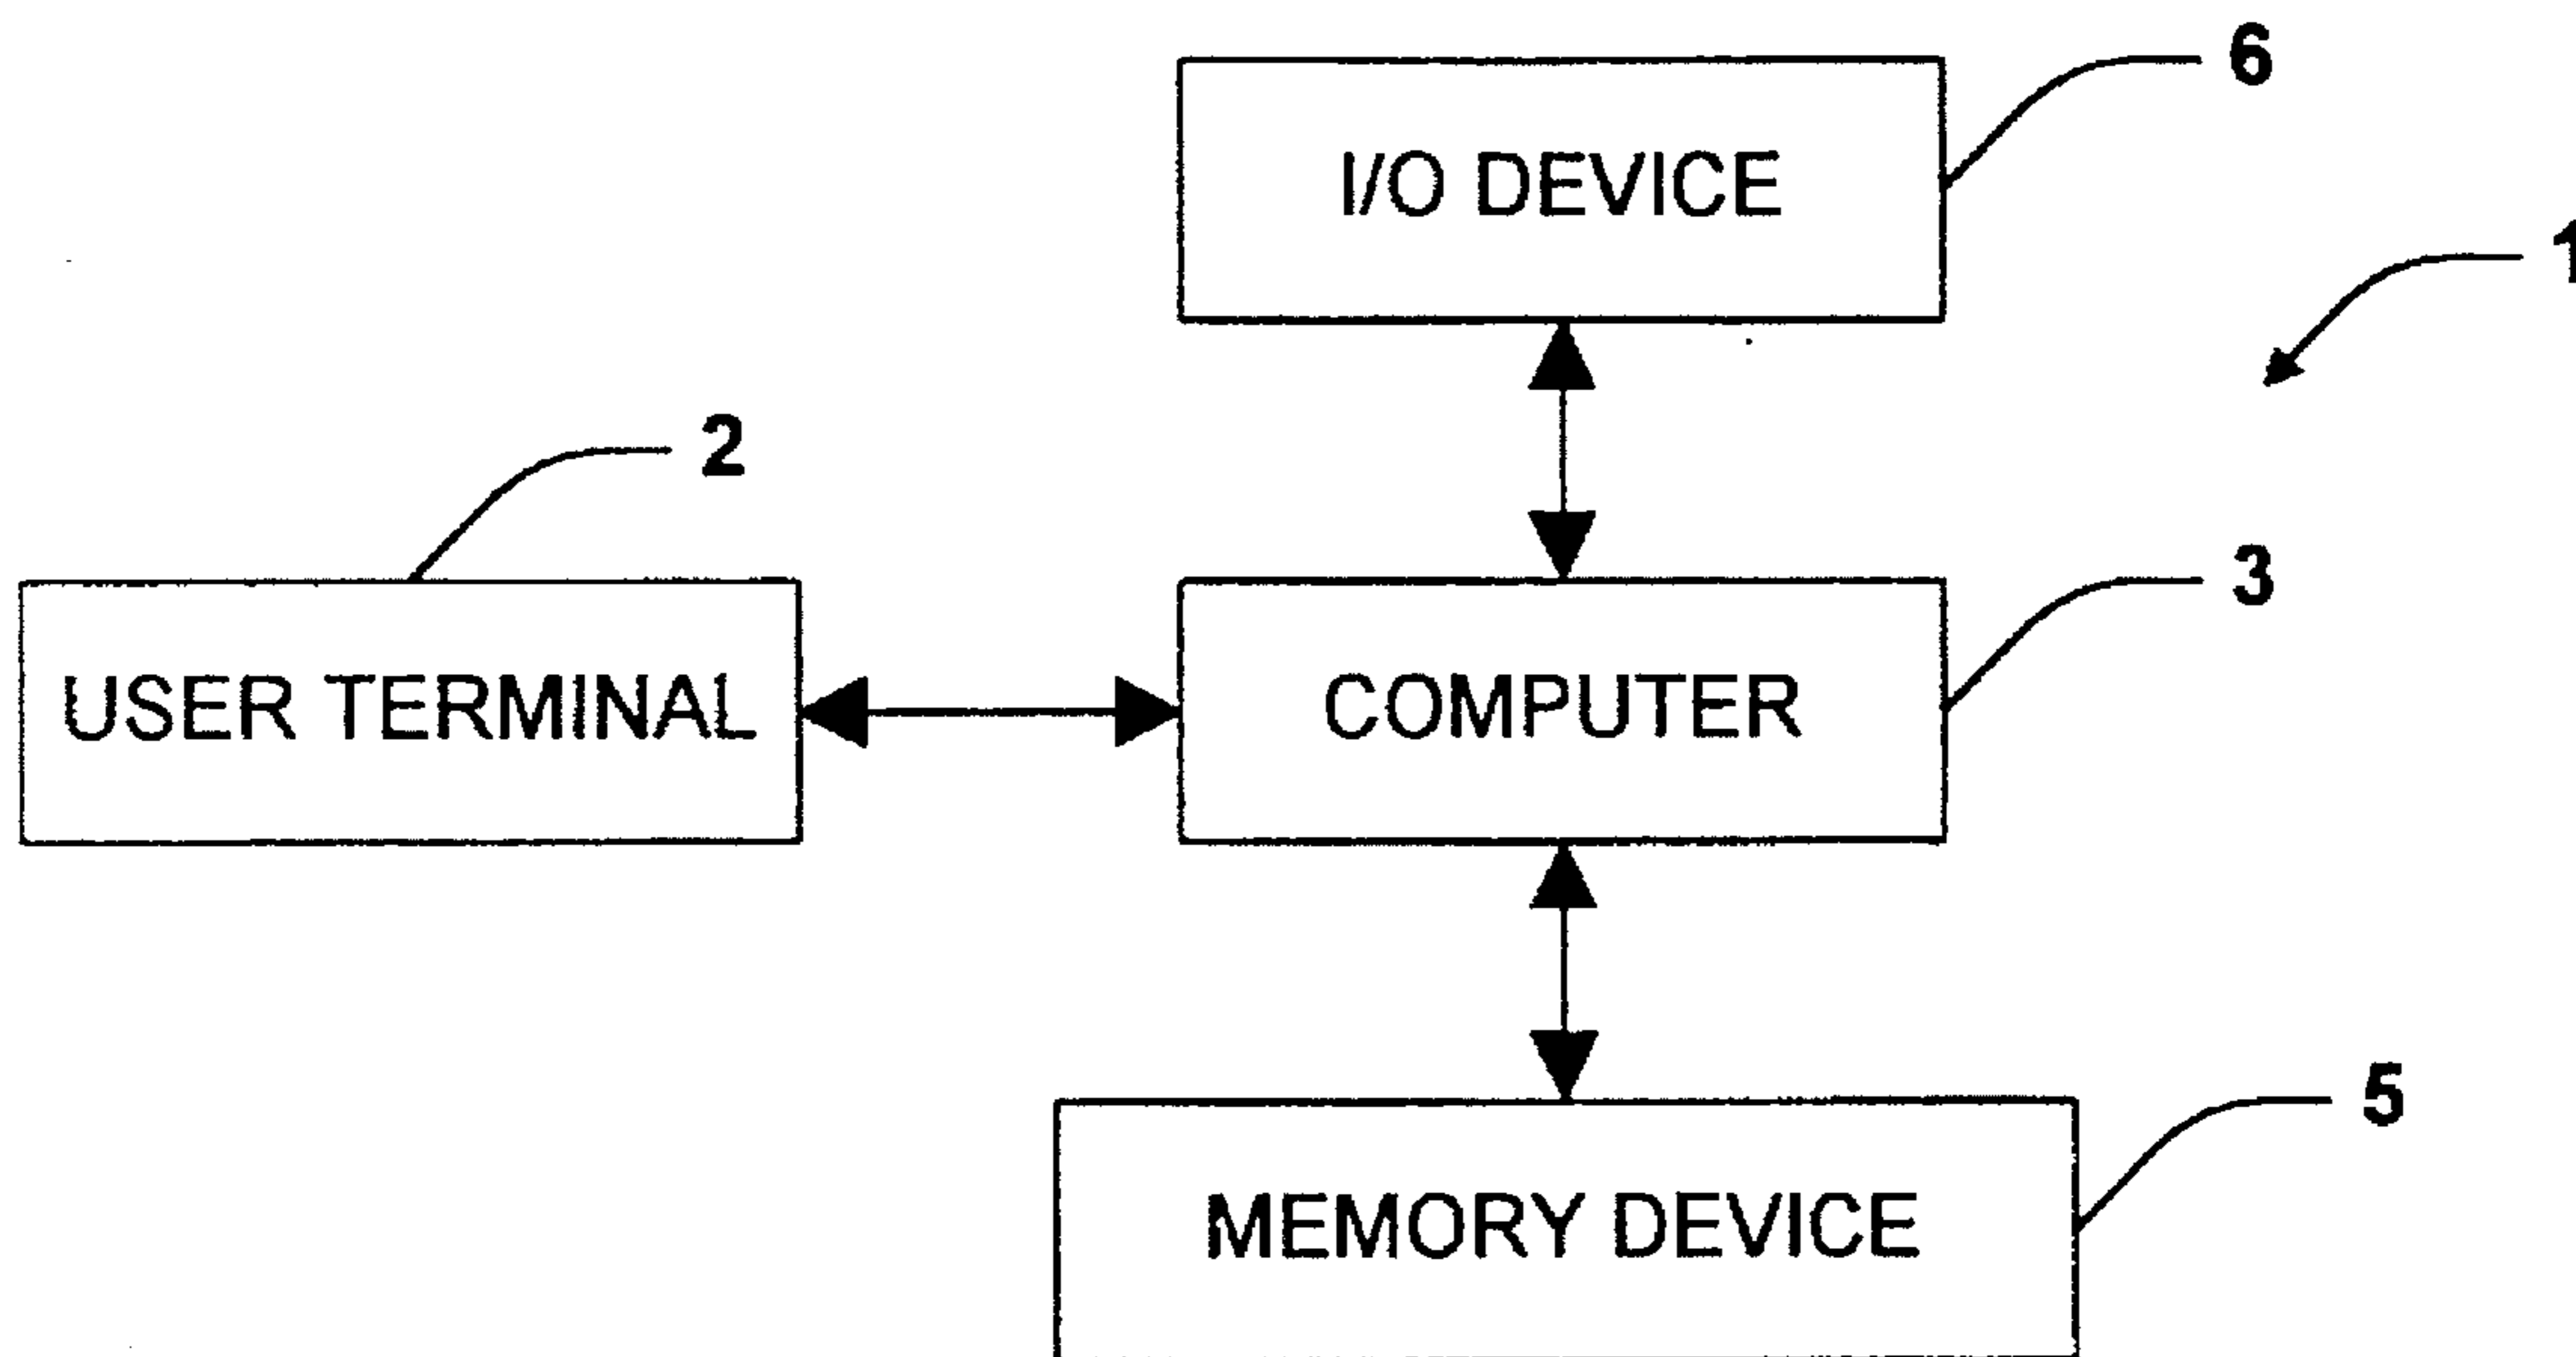 6
I/O DEVICE
1
2
3
USER TERMINAL
COMPUTER
5
MEMORY DEVICE